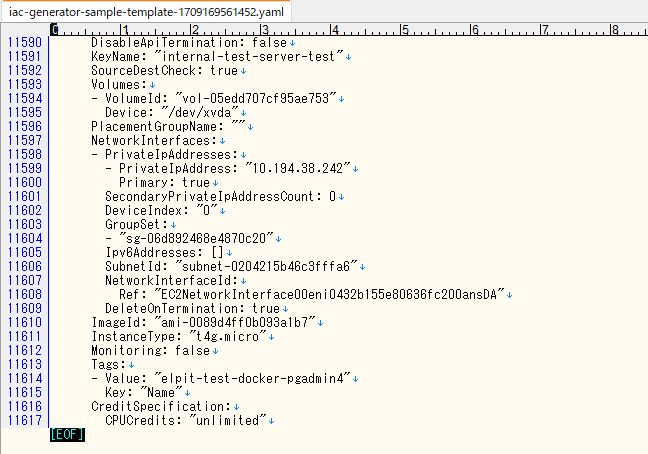 iac-generator-sample-template-1709169561452.yaml
0 1 2 3 4 5 6 7 8
11590 DisableApiTermination: false↓
11591 KeyName: "internal-test-server-test"↓
11592 SourceDestCheck: true↓
11593 Volumes:↓
11594 - VolumeId: "vol-05edd707cf95ae753"↓
11595 Device: "/dev/xvda"↓
11596 PlacementGroupName: ""↓
11597 NetworkInterfaces:↓
11598 - PrivateIpAddresses:↓
11599 - PrivateIpAddress: "10.194.38.242"↓
11600 Primary: true↓
11601 SecondaryPrivateIpAddressCount: 0↓
11602 DeviceIndex: "0"↓
11603 GroupSet:↓
11604 - "sg-06d892468e4870c20"↓
11605 Ipv6Addresses: []↓
11606 SubnetId: "subnet-0204215b46c3fffa6"↓
11607 NetworkInterfaceId:↓
11608 Ref: "EC2NetworkInterface00eni0432b155e80636fc200ansDA"↓
11609 DeleteOnTermination: true↓
11610 ImageId: "ami-0089d4ff0b093a1b7"↓
11611 InstanceType: "t4g.micro"↓
11612 Monitoring: false↓
11613 Tags:↓
11614 - Value: "elpit-test-docker-pgadmin4"↓
11615 Key: "Name"↓
11616 CreditSpecification:↓
11617 CPUCredits: "unlimited"↓
[EOF]